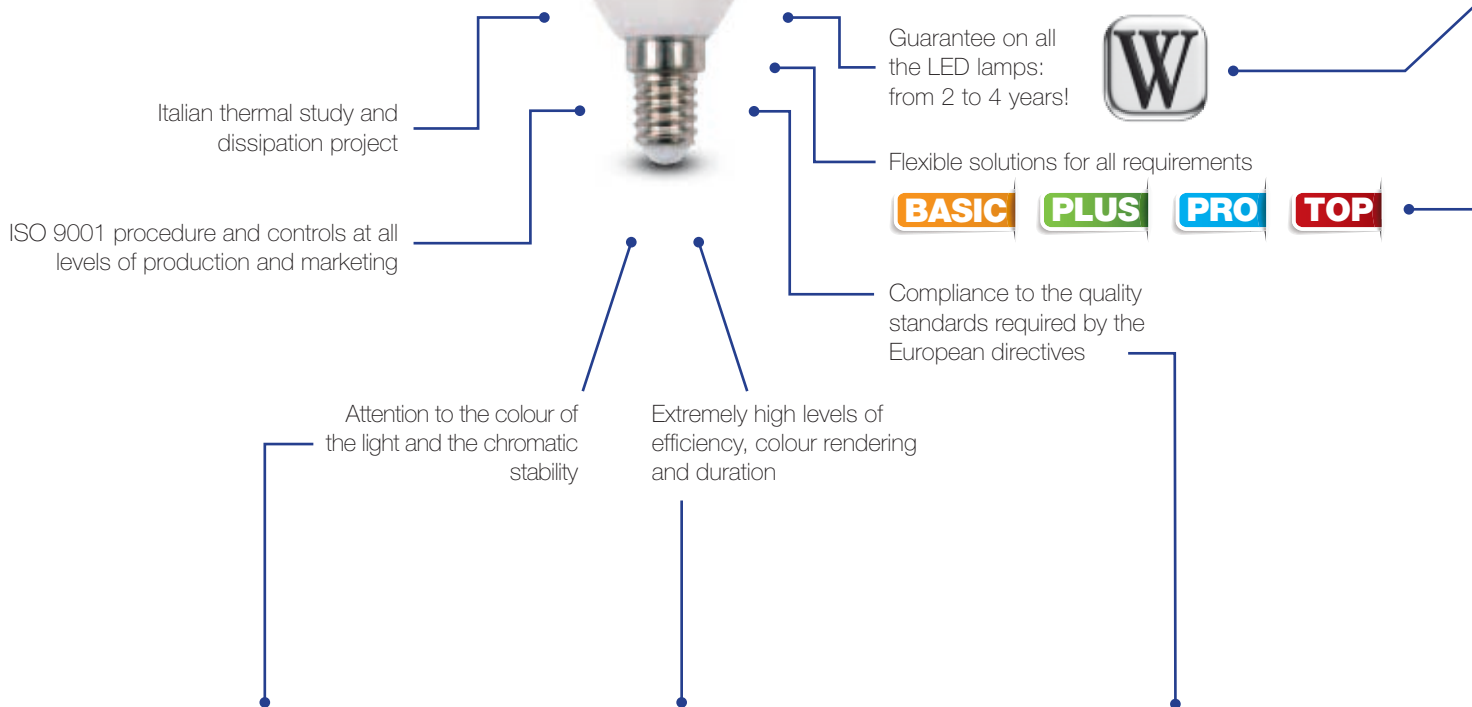 Guarantee on all
the LED lamps:
from 2 to 4 years!
W
Italian thermal study and
dissipation project
Flexible solutions for all requirements
BASIC PLUS PRO TOP
ISO 9001 procedure and controls at all
levels of production and marketing
Compliance to the quality
standards required by the
European directives
Attention to the colour of
the light and the chromatic
stability
Extremely high levels of
efficiency, colour rendering
and duration